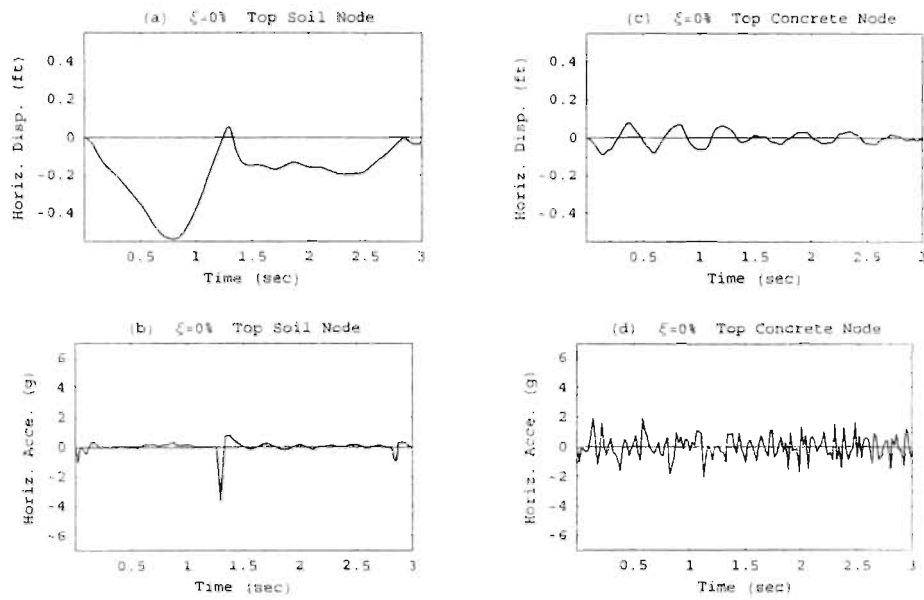 (a) ξ=0% Top Soil Node
Horiz. Disp. (ft)
0.4
0.2
0
-0.2
-0.4
0.5 1 1.5 2 2.5 3
Time (sec)
(c) ξ=0% Top Concrete Node
Horiz. Disp. (ft)
0.4
0.2
0
-0.2
-0.4
0.5 1 1.5 2 2.5 3
Time (sec)
(b) ξ=0% Top Soil Node
Horiz. Acce. (g)
6
4
2
0
-2
-4
-6
0.5 1 1.5 2 2.5 3
Time (sec)
(d) ξ=0% Top Concrete Node
Horiz. Acce. (g)
6
4
2
0
-2
-4
-6
0.5 1 1.5 2 2.5 3
Time (sec)